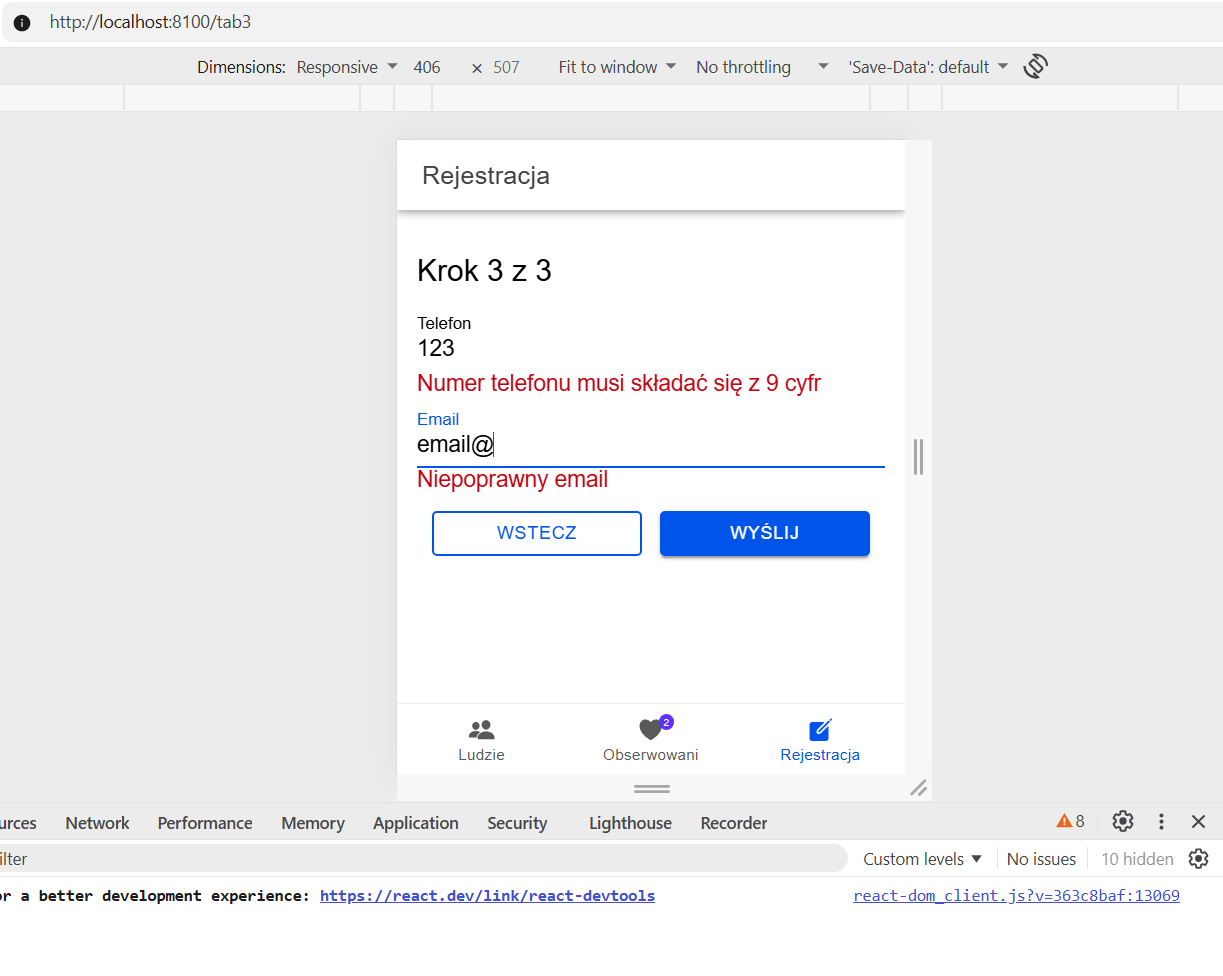 http://localhost:8100/tab3
Dimensions: Responsive 406 × 507 Fit to window No throttling 'Save-Data': default
Rejestracja
Krok 3 z 3
Telefon
123
Numer telefonu musi składać się z 9 cyfr
Email
email@
Niepoprawny email
WSTECZ WYŚLIJ
2
Ludzie Obserwowani Rejestracja
urces Network Performance Memory Application Security Lighthouse Recorder 8
ilter Custom levels No issues 10 hidden
or a better development experience: https://react.dev/link/react-devtools react-dom_client.js?v=363c8baf:13069